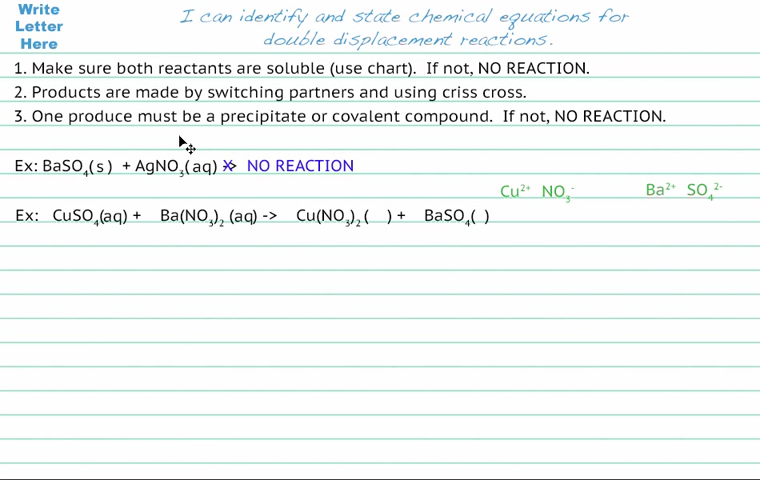 Write
Letter
Here
I can identify and state chemical equations for
double displacement reactions.
1. Make sure both reactants are soluble (use chart). If not, NO REACTION.
2. Products are made by switching partners and using criss cross.
3. One produce must be a precipitate or covalent compound. If not, NO REACTION.
Ex: BaSO₄(s) + AgNO₃(aq) -> NO REACTION
Cu²⁺ NO₃⁻ Ba²⁺ SO₄²⁻
Ex: CuSO₄(aq) + Ba(NO₃)₂ (aq) -> Cu(NO₃)₂ ( ) + BaSO₄( )